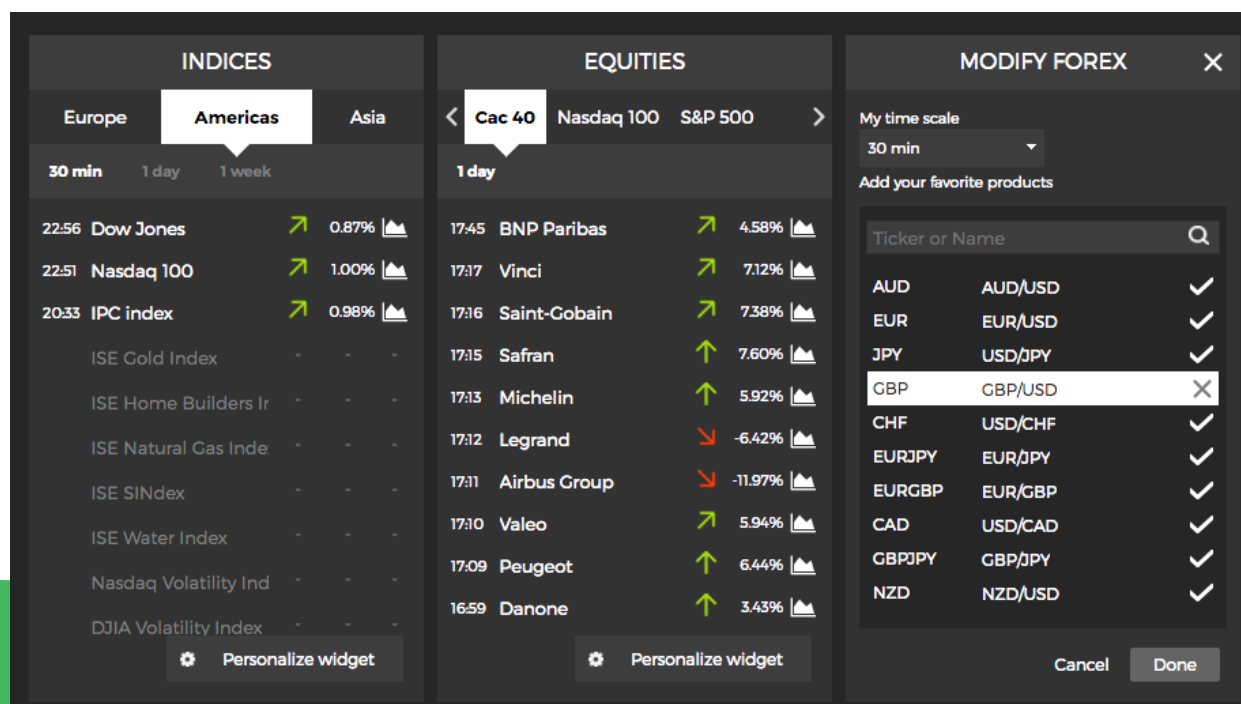 INDICES
Europe Americas Asia
30 min 1 day 1 week
22:56 Dow Jones 0.87%
22:51 Nasdaq 100 1.00%
20:33 IPC index 0.98%
ISE Gold Index - - -
ISE Home Builders Ir - - -
ISE Natural Gas Inde - - -
ISE SINdex - - -
ISE Water Index - - -
Nasdaq Volatility Ind - - -
DJIA Volatility Index - - -
Personalize widget
EQUITIES
Cac 40 Nasdaq 100 S&P 500
1 day
17:45 BNP Paribas 4.58%
17:17 Vinci 7.12%
17:16 Saint-Gobain 7.38%
17:15 Safran 7.60%
17:13 Michelin 5.92%
17:12 Legrand -6.42%
17:11 Airbus Group -11.97%
17:10 Valeo 5.94%
17:09 Peugeot 6.44%
16:59 Danone 3.43%
Personalize widget
MODIFY FOREX
My time scale
30 min
Add your favorite products
Ticker or Name
AUD AUD/USD
EUR EUR/USD
JPY USD/JPY
GBP GBP/USD
CHF USD/CHF
EURJPY EUR/JPY
EURGBP EUR/GBP
CAD USD/CAD
GBPJPY GBP/JPY
NZD NZD/USD
Cancel Done